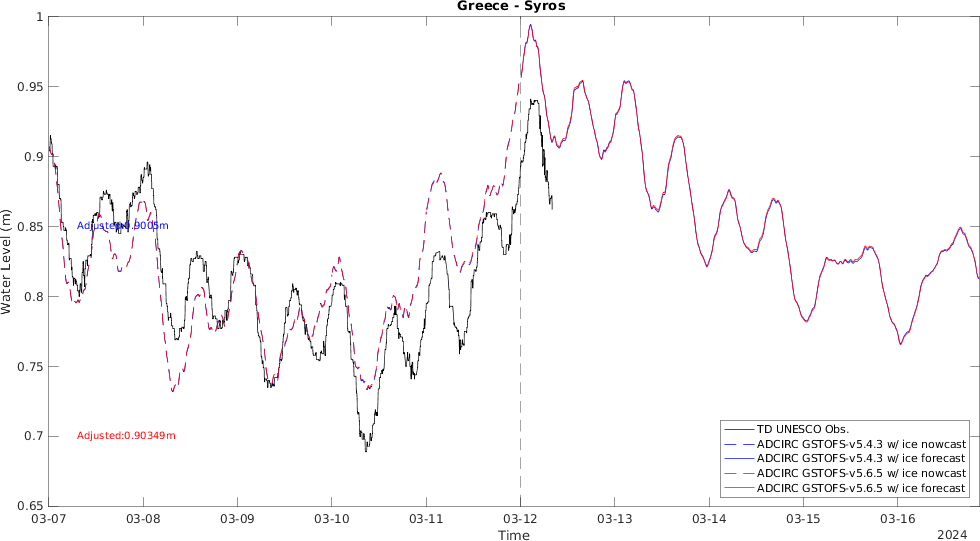 Greece - Syros
1
0.95
0.9
0.85
0.8
0.75
0.7
0.65
Water Level (m)
Adjusted:0.9005m
Adjusted:0.90349m
TD UNESCO Obs.
ADCIRC GSTOFS-v5.4.3 w/ ice nowcast
ADCIRC GSTOFS-v5.4.3 w/ ice forecast
ADCIRC GSTOFS-v5.6.5 w/ ice nowcast
ADCIRC GSTOFS-v5.6.5 w/ ice forecast
03-07 03-08 03-09 03-10 03-11 03-12 03-13 03-14 03-15 03-16
Time
2024